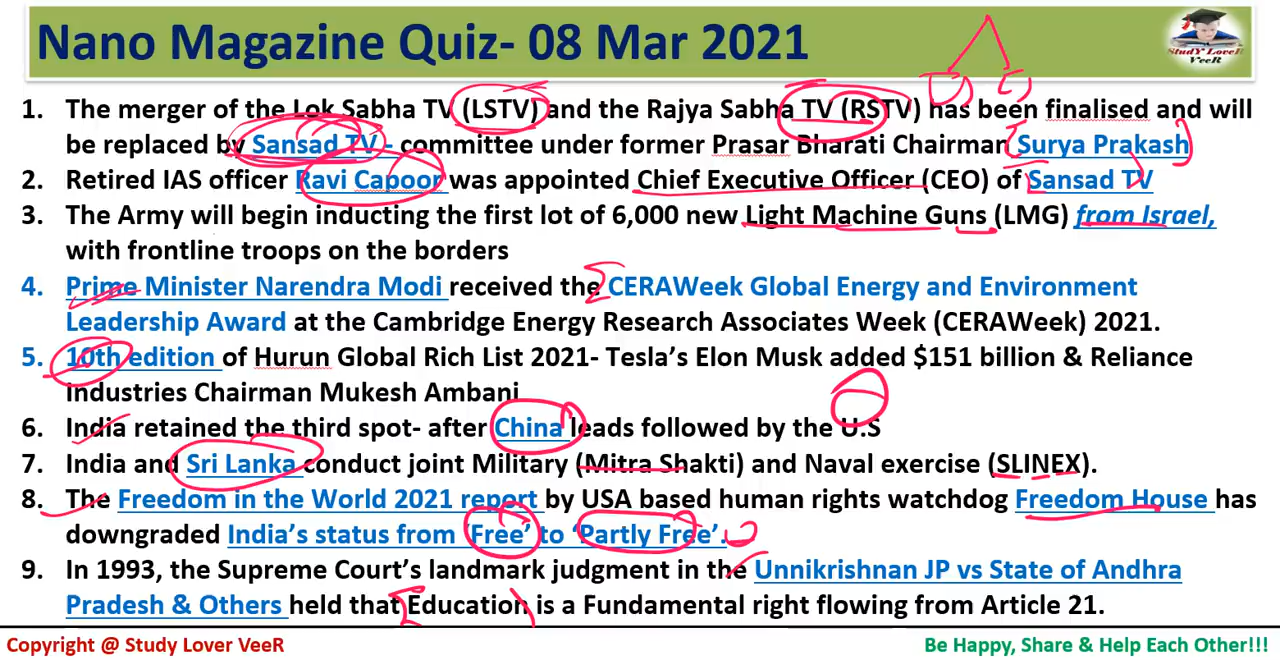 Nano Magazine Quiz- 08 Mar 2021
StudY LoveR
VeeR
1. The merger of the Lok Sabha TV (LSTV) and the Rajya Sabha TV (RSTV) has been finalised and will
be replaced by Sansad TV - committee under former Prasar Bharati Chairman Surya Prakash
2. Retired IAS officer Ravi Capoor was appointed Chief Executive Officer (CEO) of Sansad TV
3. The Army will begin inducting the first lot of 6,000 new Light Machine Guns (LMG) from Israel,
with frontline troops on the borders
4. Prime Minister Narendra Modi received the CERAWeek Global Energy and Environment
Leadership Award at the Cambridge Energy Research Associates Week (CERAWeek) 2021.
5. 10th edition of Hurun Global Rich List 2021- Tesla's Elon Musk added $151 billion & Reliance
Industries Chairman Mukesh Ambani
6. India retained the third spot- after China leads followed by the U.S
7. India and Sri Lanka conduct joint Military (Mitra Shakti) and Naval exercise (SLINEX).
8. The Freedom in the World 2021 report by USA based human rights watchdog Freedom House has
downgraded India's status from 'Free' to 'Partly Free'.
9. In 1993, the Supreme Court's landmark judgment in the Unnikrishnan JP vs State of Andhra
Pradesh & Others held that Education is a Fundamental right flowing from Article 21.
Copyright @ Study Lover VeeR
Be Happy, Share & Help Each Other!!!